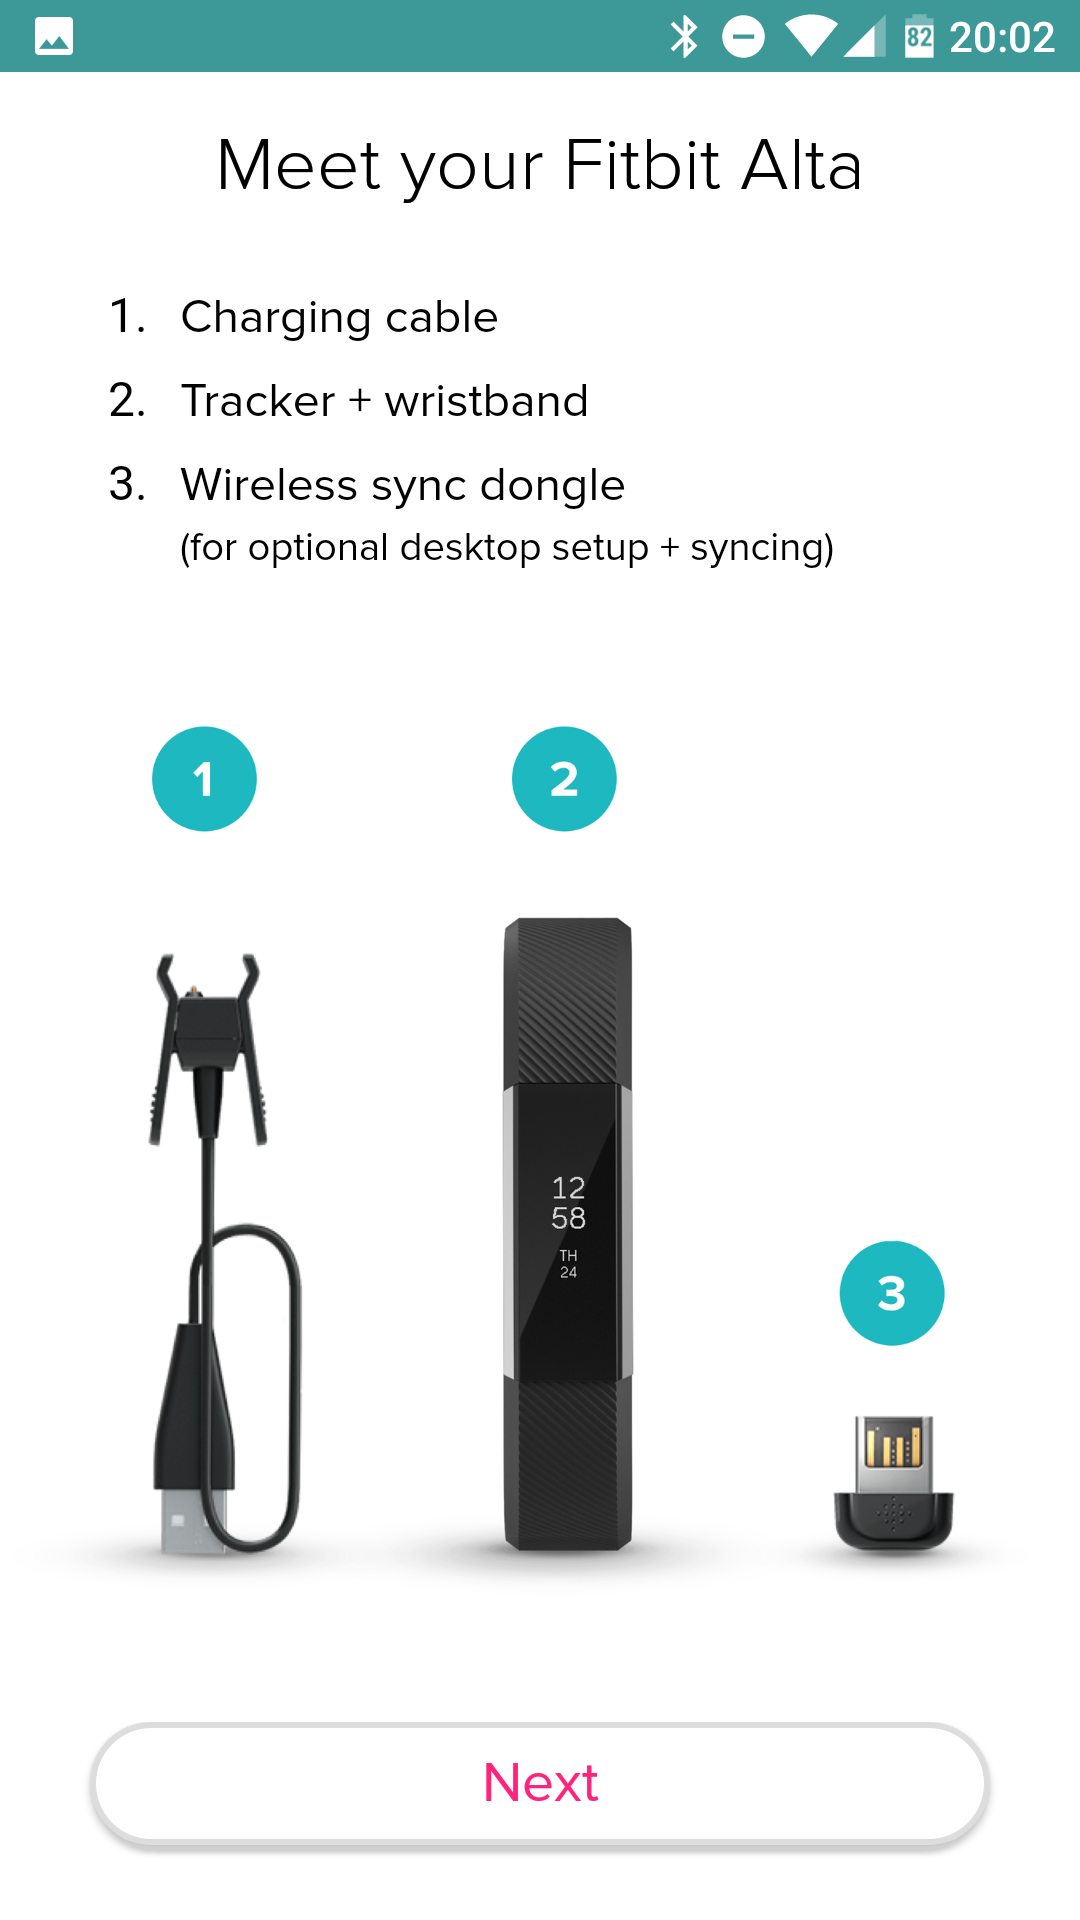 82 20:02
Meet your Fitbit Alta
1. Charging cable
2. Tracker + wristband
3. Wireless sync dongle
(for optional desktop setup + syncing)
1
2
12
58
TH
24
3
Next